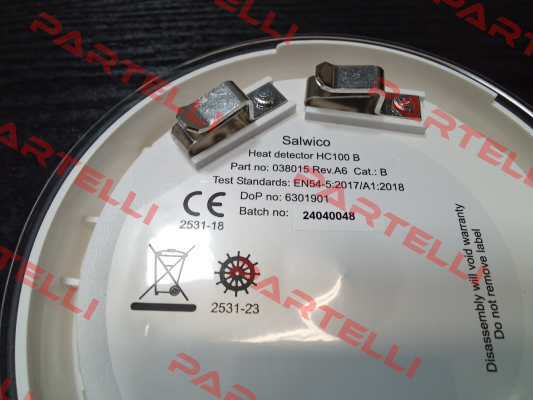 Salwico
Heat detector HC100 B
Part no: 038015 Rev.A6 Cat.: B
Test Standards: EN54-5:2017/A1:2018
DoP no: 6301901
Batch no: 24040048
CE
2531-18
2531-23
Disassembly will void warranty
Do not remove label
PARTELLI
PARTELLI
PARTELLI
PARTELLI
PARTELLI
PARTELLI